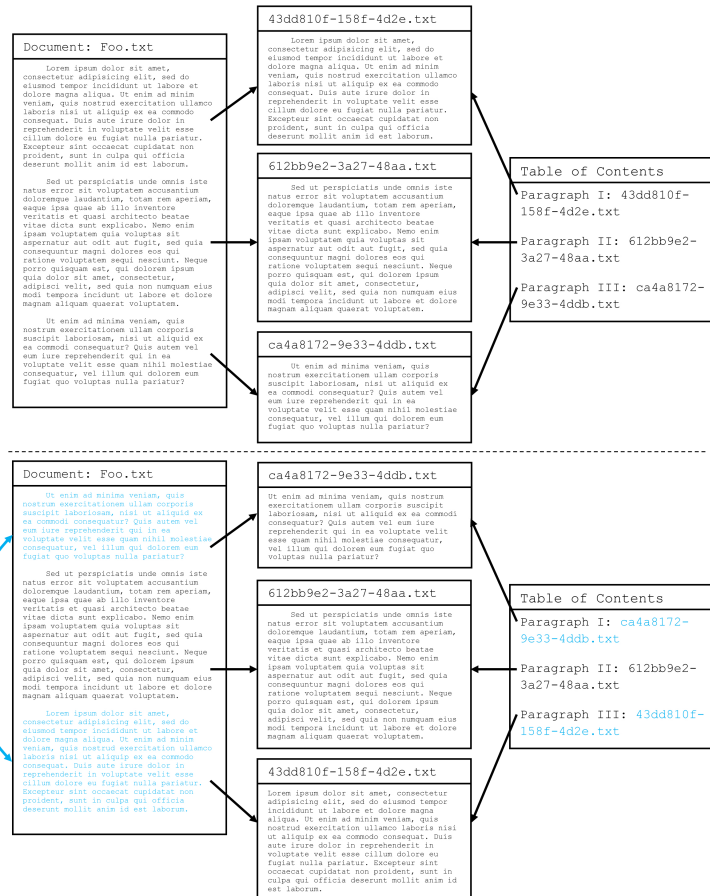 Document: Foo.txt
Lorem ipsum dolor sit amet,
consectetur adipisicing elit, sed do
eiusmod tempor incididunt ut labore et
dolore magna aliqua. Ut enim ad minim
veniam, quis nostrud exercitation ullamco
laboris nisi ut aliquip ex ea commodo
consequat. Duis aute irure dolor in
reprehenderit in voluptate velit esse
cillum dolore eu fugiat nulla pariatur.
Excepteur sint occaecat cupidatat non
proident, sunt in culpa qui officia
deserunt mollit anim id est laborum.
Sed ut perspiciatis unde omnis iste
natus error sit voluptatem accusantium
doloremque laudantium, totam rem aperiam,
eaque ipsa quae ab illo inventore
veritatis et quasi architecto beatae
vitae dicta sunt explicabo. Nemo enim
ipsam voluptatem quia voluptas sit
aspernatur aut odit aut fugit, sed quia
consequuntur magni dolores eos qui
ratione voluptatem sequi nesciunt. Neque
porro quisquam est, qui dolorem ipsum
quia dolor sit amet, consectetur,
adipisci velit, sed quia non numquam eius
modi tempora incidunt ut labore et dolore
magnam aliquam quaerat voluptatem.
Ut enim ad minima veniam, quis
nostrum exercitationem ullam corporis
suscipit laboriosam, nisi ut aliquid ex
ea commodi consequatur? Quis autem vel
eum iure reprehenderit qui in ea
voluptate velit esse quam nihil molestiae
consequatur, vel illum qui dolorem eum
fugiat quo voluptas nulla pariatur?
43dd810f-158f-4d2e.txt
Lorem ipsum dolor sit amet,
consectetur adipisicing elit, sed do
eiusmod tempor incididunt ut labore et
dolore magna aliqua. Ut enim ad minim
veniam, quis nostrud exercitation ullamco
laboris nisi ut aliquip ex ea commodo
consequat. Duis aute irure dolor in
reprehenderit in voluptate velit esse
cillum dolore eu fugiat nulla pariatur.
Excepteur sint occaecat cupidatat non
proident, sunt in culpa qui officia
deserunt mollit anim id est laborum.
612bb9e2-3a27-48aa.txt
Sed ut perspiciatis unde omnis iste
natus error sit voluptatem accusantium
doloremque laudantium, totam rem aperiam,
eaque ipsa quae ab illo inventore
veritatis et quasi architecto beatae
vitae dicta sunt explicabo. Nemo enim
ipsam voluptatem quia voluptas sit
aspernatur aut odit aut fugit, sed quia
consequuntur magni dolores eos qui
ratione voluptatem sequi nesciunt. Neque
porro quisquam est, qui dolorem ipsum
quia dolor sit amet, consectetur,
adipisci velit, sed quia non numquam eius
modi tempora incidunt ut labore et dolore
magnam aliquam quaerat voluptatem.
ca4a8172-9e33-4ddb.txt
Ut enim ad minima veniam, quis
nostrum exercitationem ullam corporis
suscipit laboriosam, nisi ut aliquid ex
ea commodi consequatur? Quis autem vel
eum iure reprehenderit qui in ea
voluptate velit esse quam nihil molestiae
consequatur, vel illum qui dolorem eum
fugiat quo voluptas nulla pariatur?
Table of Contents
Paragraph I: 43dd810f-
158f-4d2e.txt
Paragraph II: 612bb9e2-
3a27-48aa.txt
Paragraph III: ca4a8172-
9e33-4ddb.txt
Document: Foo.txt
Ut enim ad minima veniam, quis
nostrum exercitationem ullam corporis
suscipit laboriosam, nisi ut aliquid ex
ea commodi consequatur? Quis autem vel
eum iure reprehenderit qui in ea
voluptate velit esse quam nihil molestiae
consequatur, vel illum qui dolorem eum
fugiat quo voluptas nulla pariatur?
Sed ut perspiciatis unde omnis iste
natus error sit voluptatem accusantium
doloremque laudantium, totam rem aperiam,
eaque ipsa quae ab illo inventore
veritatis et quasi architecto beatae
vitae dicta sunt explicabo. Nemo enim
ipsam voluptatem quia voluptas sit
aspernatur aut odit aut fugit, sed quia
consequuntur magni dolores eos qui
ratione voluptatem sequi nesciunt. Neque
porro quisquam est, qui dolorem ipsum
quia dolor sit amet, consectetur,
adipisci velit, sed quia non numquam eius
modi tempora incidunt ut labore et dolore
magnam aliquam quaerat voluptatem.
Lorem ipsum dolor sit amet,
consectetur adipisicing elit, sed do
eiusmod tempor incididunt ut labore et
dolore magna aliqua. Ut enim ad minim
veniam, quis nostrud exercitation ullamco
laboris nisi ut aliquip ex ea commodo
consequat. Duis aute irure dolor in
reprehenderit in voluptate velit esse
cillum dolore eu fugiat nulla pariatur.
Excepteur sint occaecat cupidatat non
proident, sunt in culpa qui officia
deserunt mollit anim id est laborum.
ca4a8172-9e33-4ddb.txt
Ut enim ad minima veniam, quis nostrum
exercitationem ullam corporis suscipit
laboriosam, nisi ut aliquid ex ea commodi
consequatur? Quis autem vel eum iure
reprehenderit qui in ea voluptate velit
esse quam nihil molestiae consequatur,
vel illum qui dolorem eum fugiat quo
voluptas nulla pariatur?
612bb9e2-3a27-48aa.txt
Sed ut perspiciatis unde omnis iste
natus error sit voluptatem accusantium
doloremque laudantium, totam rem aperiam,
eaque ipsa quae ab illo inventore
veritatis et quasi architecto beatae
vitae dicta sunt explicabo. Nemo enim
ipsam voluptatem quia voluptas sit
aspernatur aut odit aut fugit, sed quia
consequuntur magni dolores eos qui
ratione voluptatem sequi nesciunt. Neque
porro quisquam est, qui dolorem ipsum
quia dolor sit amet, consectetur,
adipisci velit, sed quia non numquam eius
modi tempora incidunt ut labore et dolore
magnam aliquam quaerat voluptatem.
43dd810f-158f-4d2e.txt
Lorem ipsum dolor sit amet, consectetur
adipisicing elit, sed do eiusmod tempor
incididunt ut labore et dolore magna
aliqua. Ut enim ad minim veniam, quis
nostrud exercitation ullamco laboris nisi
ut aliquip ex ea commodo consequat. Duis
aute irure dolor in reprehenderit in
voluptate velit esse cillum dolore eu
fugiat nulla pariatur. Excepteur sint
occaecat cupidatat non proident, sunt in
culpa qui officia deserunt mollit anim id
est laborum.
Table of Contents
Paragraph I: ca4a8172-
9e33-4ddb.txt
Paragraph II: 612bb9e2-
3a27-48aa.txt
Paragraph III: 43dd810f-
158f-4d2e.txt